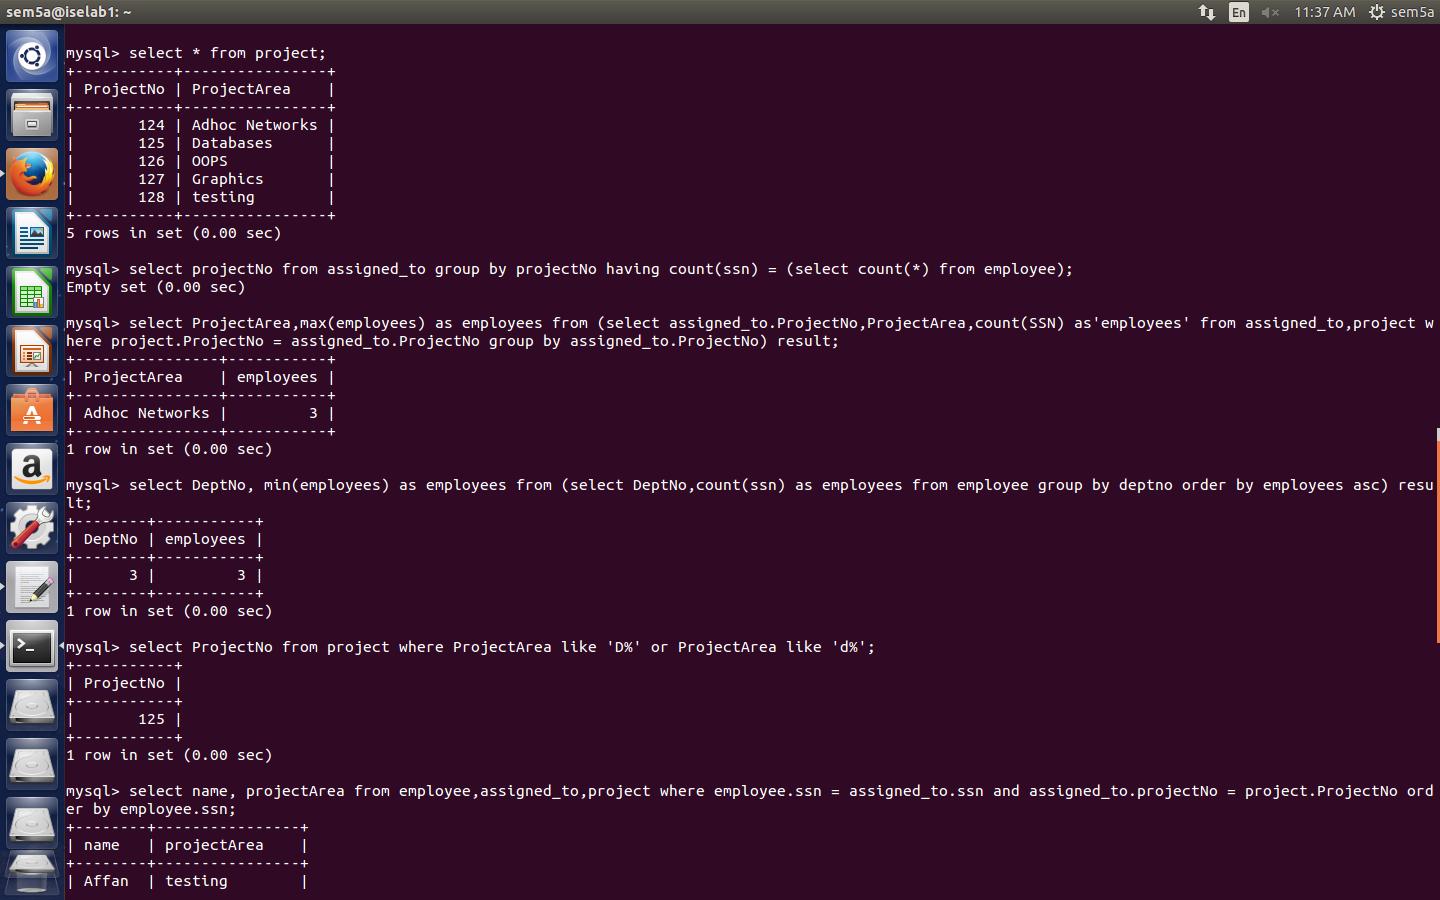 sem5a@iselab1: ~
En
11:37 AM
sem5a
mysql> select * from project;
+-----------+----------------+
| ProjectNo | ProjectArea    |
+-----------+----------------+
|       124 | Adhoc Networks |
|       125 | Databases      |
|       126 | OOPS           |
|       127 | Graphics       |
|       128 | testing        |
+-----------+----------------+
5 rows in set (0.00 sec)
mysql> select projectNo from assigned_to group by projectNo having count(ssn) = (select count(*) from employee);
Empty set (0.00 sec)
mysql> select ProjectArea,max(employees) as employees from (select assigned_to.ProjectNo,ProjectArea,count(SSN) as'employees' from assigned_to,project w
here project.ProjectNo = assigned_to.ProjectNo group by assigned_to.ProjectNo) result;
+----------------+-----------+
| ProjectArea    | employees |
+----------------+-----------+
| Adhoc Networks |         3 |
+----------------+-----------+
1 row in set (0.00 sec)
mysql> select DeptNo, min(employees) as employees from (select DeptNo,count(ssn) as employees from employee group by deptno order by employees asc) resu
lt;
+--------+-----------+
| DeptNo | employees |
+--------+-----------+
|      3 |         3 |
+--------+-----------+
1 row in set (0.00 sec)
mysql> select ProjectNo from project where ProjectArea like 'D%' or ProjectArea like 'd%';
+-----------+
| ProjectNo |
+-----------+
|       125 |
+-----------+
1 row in set (0.00 sec)
mysql> select name, projectArea from employee,assigned_to,project where employee.ssn = assigned_to.ssn and assigned_to.projectNo = project.ProjectNo ord
er by employee.ssn;
+--------+----------------+
| name   | projectArea    |
+--------+----------------+
| Affan  | testing        |